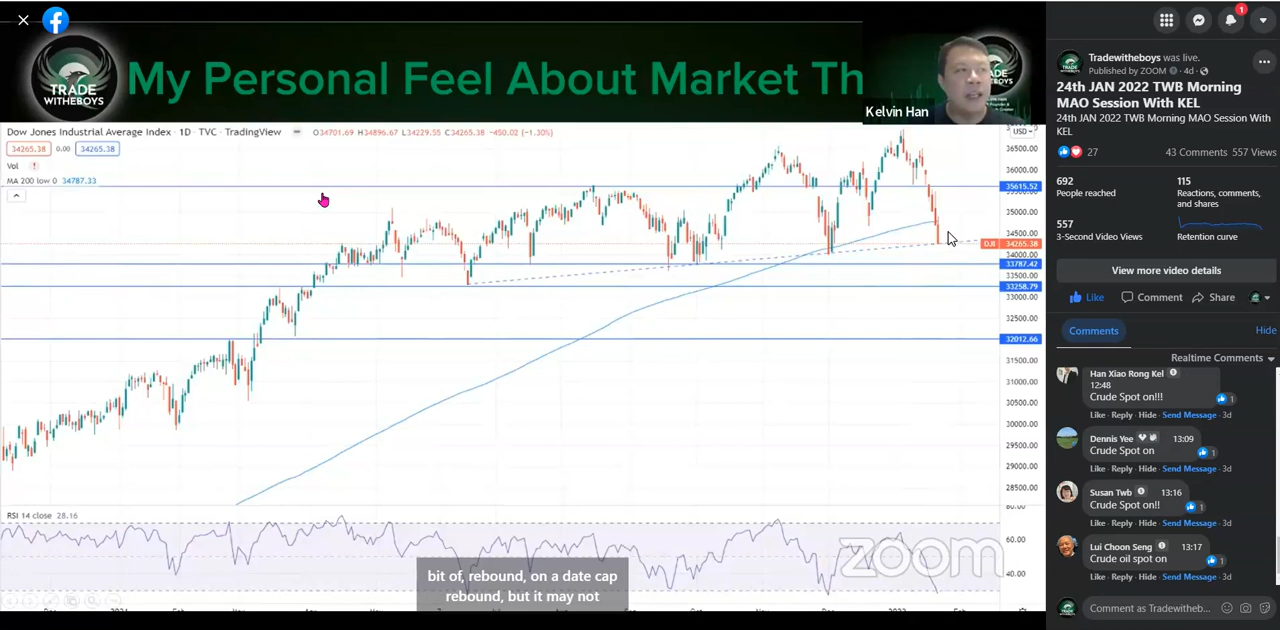 TRADE
WITHEBOYS
My Personal Feel About Market Th
Kelvin Han
Dow Jones Industrial Average Index · 1D · TVC · TradingView
O34701.69 H34896.67 L34229.55 C34265.38 -450.02 (-1.30%)
34265.38 0.00 34265.38
Vol
MA 200 low 0 34787.33
USD
36500.00
35615.52
35000.00
34500.00
DJI 34265.38
34000.00
33787.42
33500.00
33258.79
33000.00
32500.00
32012.66
31500.00
31000.00
30500.00
30000.00
29500.00
29000.00
28500.00
RSI 14 close 28.16
80.00
60.00
40.00
zoom
bit of, rebound, on a date cap
rebound, but it may not
1
Tradewitheboys was live.
Published by ZOOM · 4d ·
24th JAN 2022 TWB Morning
MAO Session With KEL
24th JAN 2022 TWB Morning MAO Session With
KEL
27
43 Comments 557 Views
692
People reached
115
Reactions, comments,
and shares
557
3-Second Video Views
Retention curve
View more video details
Like Comment Share
Comments
Hide
Realtime Comments
Han Xiao Rong Kel
12:48
Crude Spot on!!!
1
Like · Reply · Hide · Send Message · 3d
Dennis Yee 13:09
Crude Spot on
1
Like · Reply · Hide · Send Message · 3d
Susan Twb 13:16
Crude Spot on!!
1
Like · Reply · Hide · Send Message · 3d
Lui Choon Seng 13:17
Crude oil spot on
1
Like · Reply · Hide · Send Message · 3d
Comment as Tradewitheb...